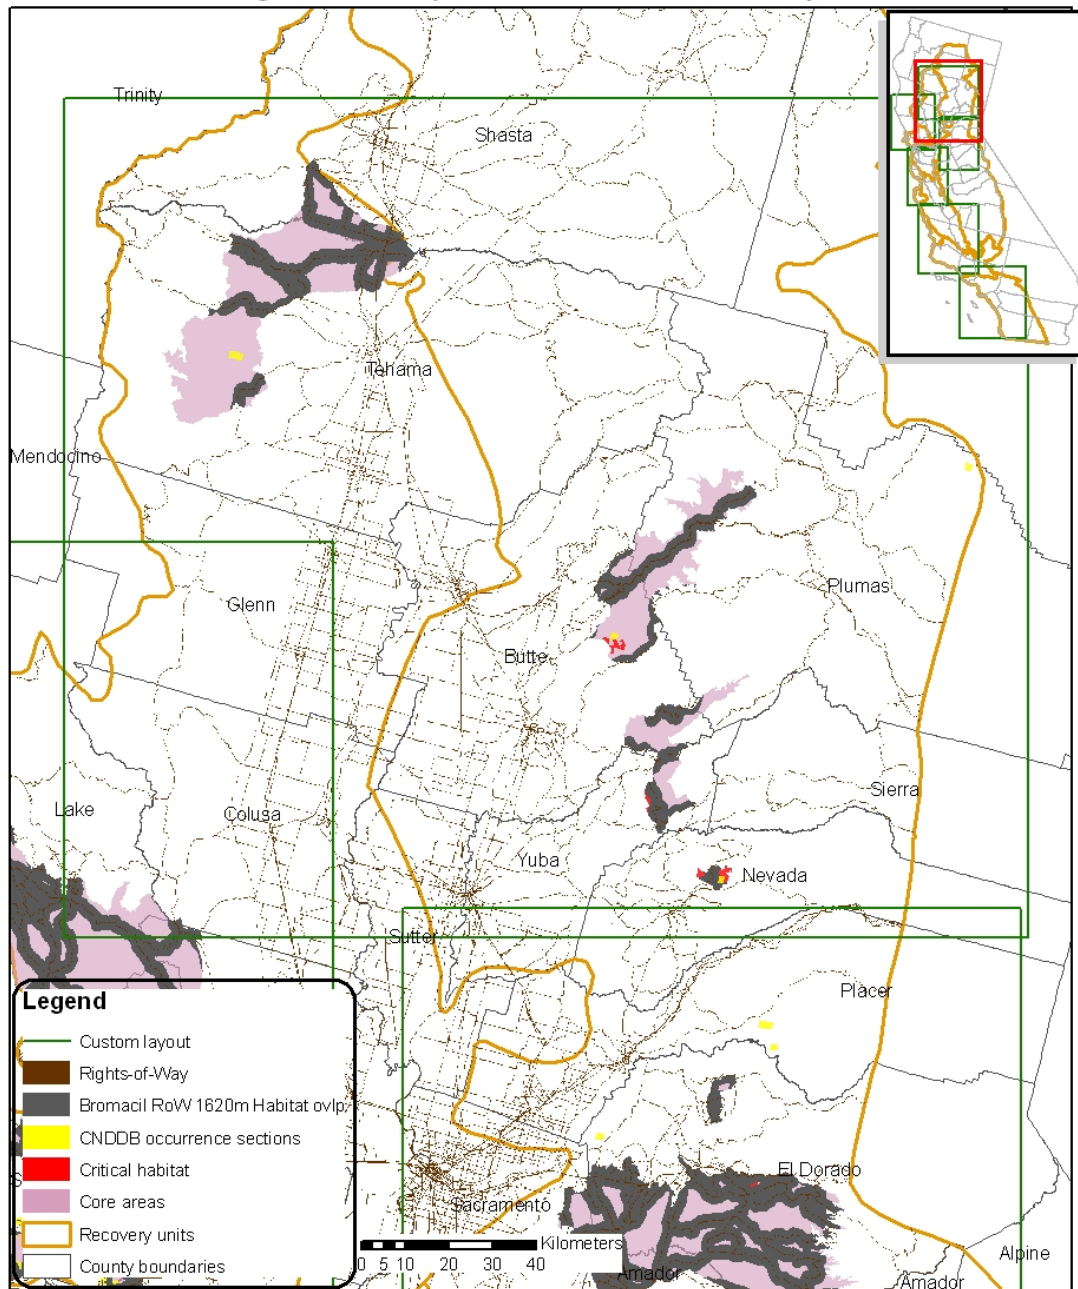 Trinity
Shasta
Tehama
Mendocino
Glenn
Plumas
Butte
Lake
Colusa
Sierra
Yuba
Nevada
Sutter
Placer
El Dorado
Sacramento
Amador
Alpine
Amador
Legend
Custom layout
Rights-of-Way
Bromacil RoW 1620m Habitat ovlp
CNDDB occurrence sections
Critical habitat
Core areas
Recovery units
County boundaries
Kilometers
0 5 10 20 30 40